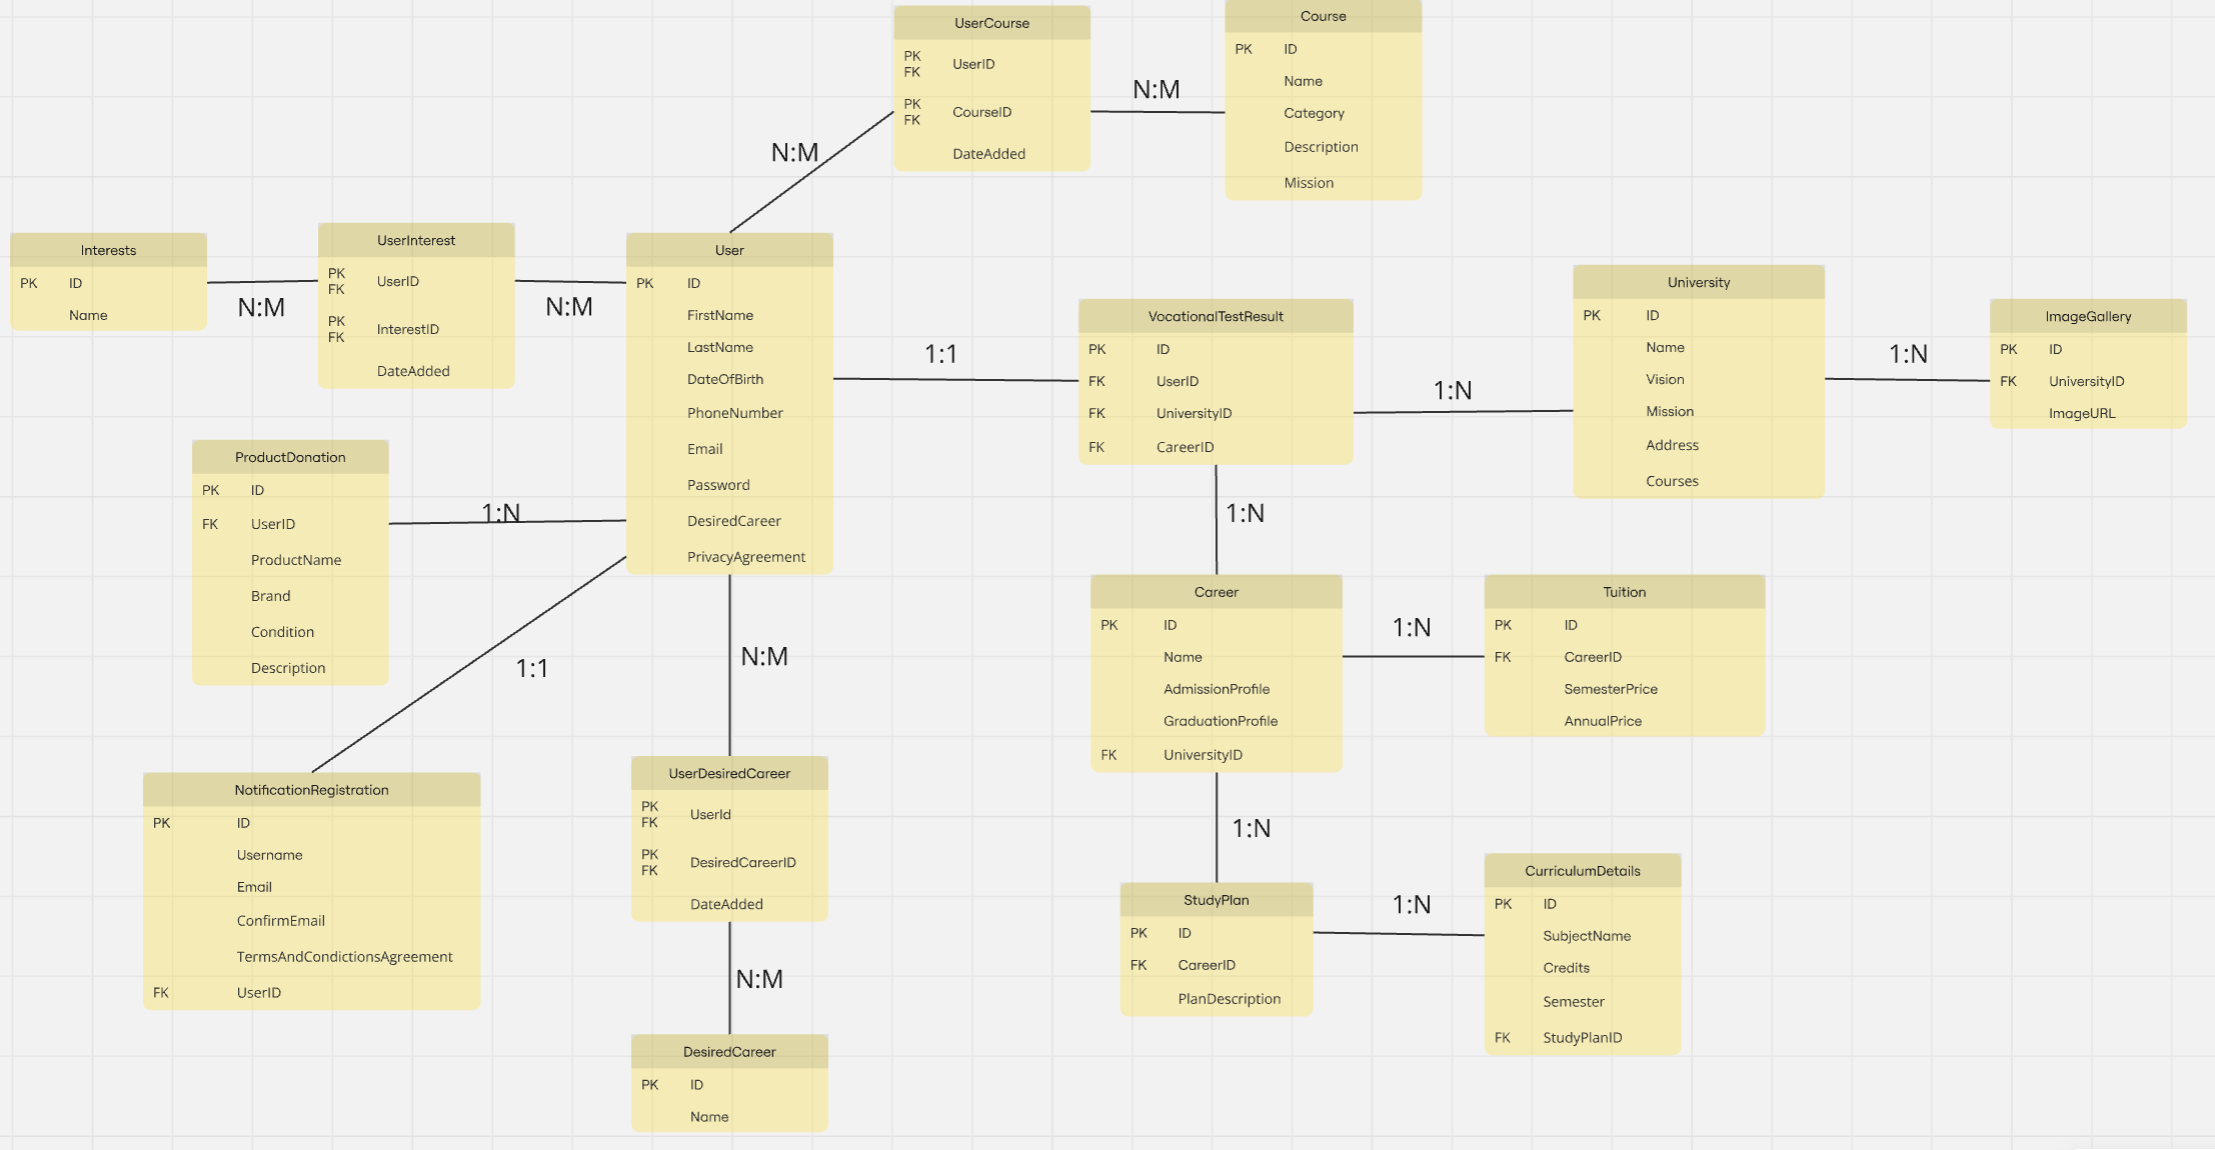 UserCourse
PK
FK
UserID
PK
FK
CourseID
DateAdded
N:M
Course
PK ID
Name
Category
Description
Mission
N:M
Interests
PK ID
Name
N:M
UserInterest
PK
FK
UserID
PK
FK
InterestID
DateAdded
N:M
User
PK ID
FirstName
LastName
DateOfBirth
PhoneNumber
Email
Password
DesiredCareer
PrivacyAgreement
1:1
VocationalTestResult
PK ID
FK UserID
FK UniversityID
FK CareerID
1:N
University
PK ID
Name
Vision
Mission
Address
Courses
1:N
ImageGallery
PK ID
FK UniversityID
ImageURL
ProductDonation
PK ID
FK UserID
ProductName
Brand
Condition
Description
1:N
1:N
1:1
N:M
Career
PK ID
Name
AdmissionProfile
GraduationProfile
FK UniversityID
1:N
Tuition
PK ID
FK CareerID
SemesterPrice
AnnualPrice
NotificationRegistration
PK ID
Username
Email
ConfirmEmail
TermsAndConditionsAgreement
FK UserID
UserDesiredCareer
PK
FK
UserId
PK
FK
DesiredCareerID
DateAdded
N:M
DesiredCareer
PK ID
Name
1:N
StudyPlan
PK ID
FK CareerID
PlanDescription
1:N
CurriculumDetails
PK ID
SubjectName
Credits
Semester
FK StudyPlanID